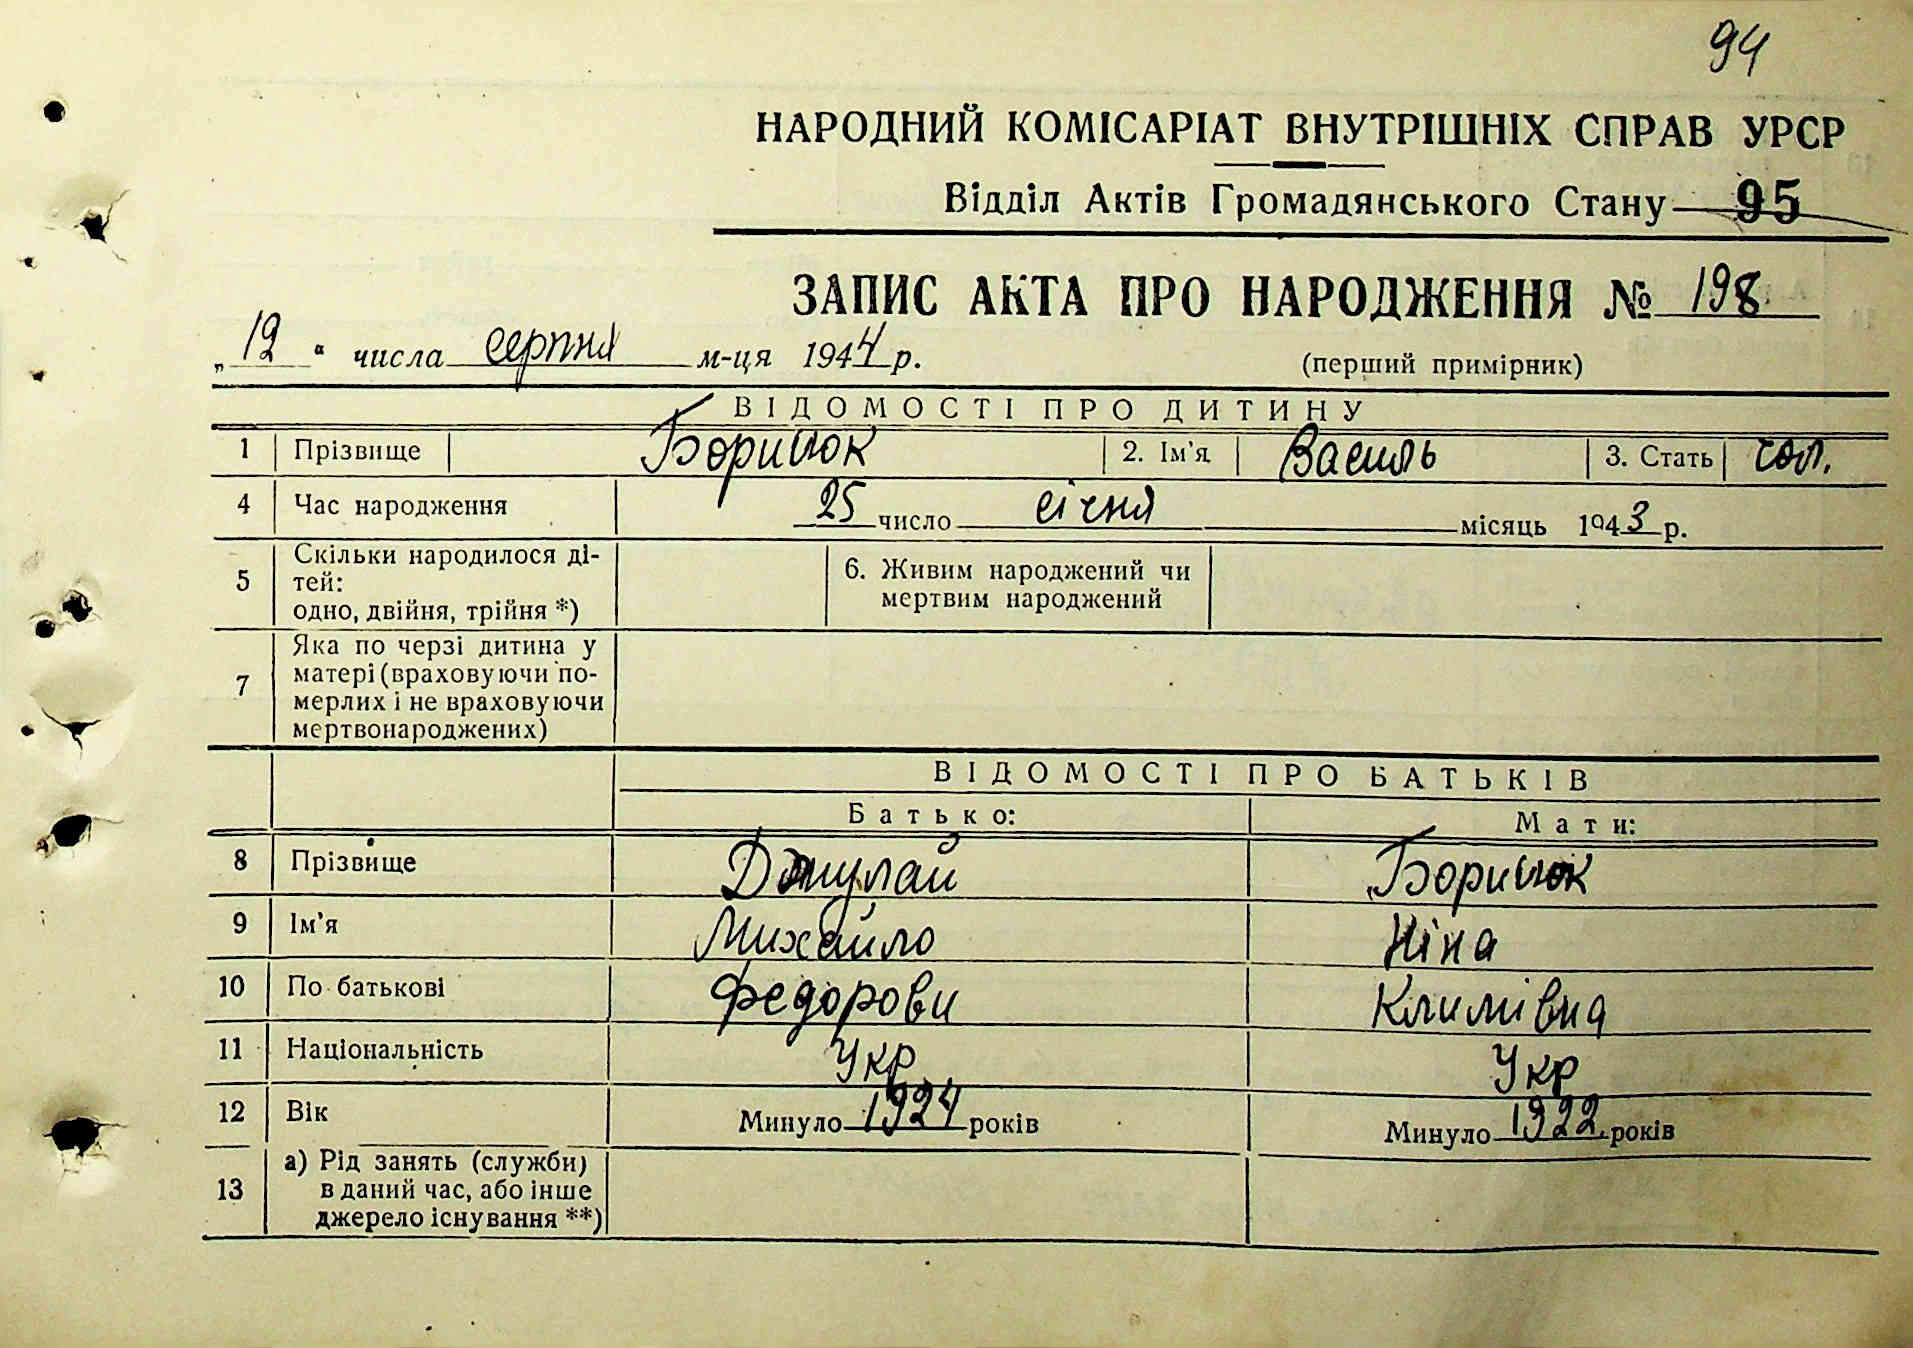 94
НАРОДНИЙ КОМІСАРІАТ ВНУТРІШНІХ СПРАВ УРСР
Відділ Актів Громадянського Стану 95
ЗАПИС АКТА ПРО НАРОДЖЕННЯ № 198
„12“ числа серпня м-ця 1944 р. (перший примірник)
ВІДОМОСТІ ПРО ДИТИНУ
1 Прізвище Борисюк 2. Ім'я Василь 3. Стать чол.
4 Час народження 25 число січня місяць 1943 р.
5 Скільки народилося ді-
тей:
одно, двійня, трійня *)
6. Живим народжений чи
мертвим народжений
7 Яка по черзі дитина у
матері (враховуючи по-
мерлих і не враховуючи
мертвонароджених)
ВІДОМОСТІ ПРО БАТЬКІВ
Батько: Мати:
8 Прізвище Борисюк
9 Ім'я Михайло Ніна
10 По батькові Федорови Климівна
11 Національність Укр Укр
12 Вік Минуло 1924 років Минуло 1922 років
13 а) Рід занять (служби)
в даний час, або інше
джерело існування **)